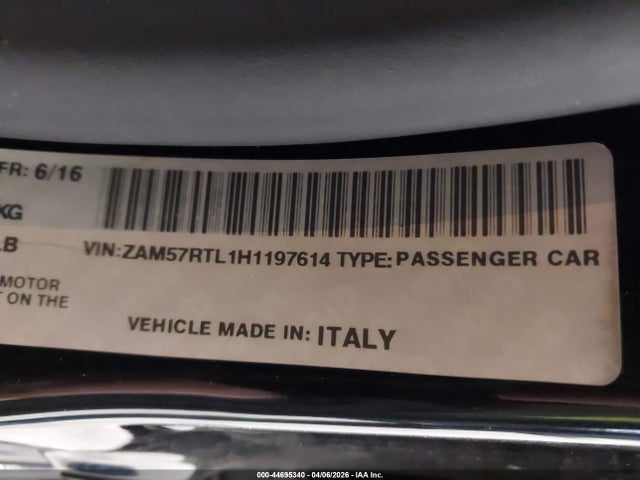 FR: 6/16
KG
LB
VIN:ZAM57RTL1H1197614 TYPE:PASSENGER CAR
MOTOR
T ON THE
VEHICLE MADE IN: ITALY
000-44695340 - 04/06/2026 - IAA Inc.